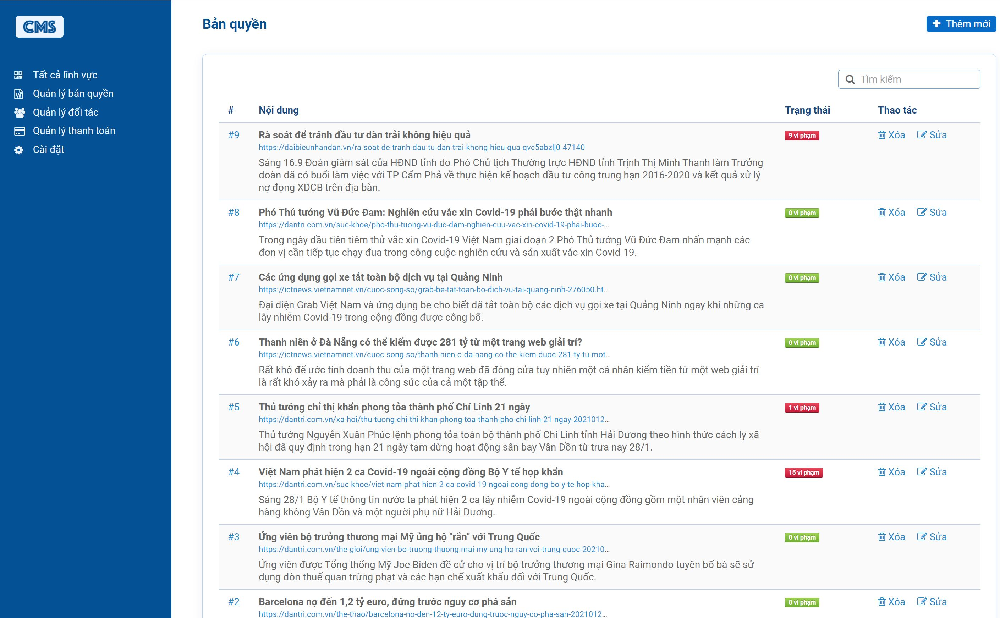 CMS
Tất cả lĩnh vực
Quản lý bản quyền
Quản lý đối tác
Quản lý thanh toán
Cài đặt
Bản quyền
Thêm mới
Tìm kiếm
# Nội dung Trạng thái Thao tác
#9 Rà soát để tránh đầu tư dàn trải không hiệu quả 9 vi phạm Xóa Sửa
https://daibieunhandan.vn/ra-soat-de-tranh-dau-tu-dan-trai-khong-hieu-qua-qvc5abzlj0-47140
Sáng 16.9 Đoàn giám sát của HĐND tỉnh do Phó Chủ tịch Thường trực HĐND tỉnh Trịnh Thị Minh Thanh làm Trưởng
đoàn đã có buổi làm việc với TP Cẩm Phả về thực hiện kế hoạch đầu tư công trung hạn 2016-2020 và kết quả xử lý
nợ đọng XDCB trên địa bàn.
#8 Phó Thủ tướng Vũ Đức Đam: Nghiên cứu vắc xin Covid-19 phải bước thật nhanh 0 vi phạm Xóa Sửa
https://dantri.com.vn/suc-khoe/pho-thu-tuong-vu-duc-dam-nghien-cuu-vac-xin-covid-19-phai-buoc-...
Trong ngày đầu tiên tiêm thử vắc xin Covid-19 Việt Nam giai đoạn 2 Phó Thủ tướng Vũ Đức Đam nhấn mạnh các
đơn vị cần tiếp tục chạy đua trong công cuộc nghiên cứu và sản xuất vắc xin Covid-19.
#7 Các ứng dụng gọi xe tắt toàn bộ dịch vụ tại Quảng Ninh 0 vi phạm Xóa Sửa
https://ictnews.vietnamnet.vn/cuoc-song-so/grab-be-tat-toan-bo-dich-vu-tai-quang-ninh-276050.ht...
Đại diện Grab Việt Nam và ứng dụng be cho biết đã tắt toàn bộ các dịch vụ gọi xe tại Quảng Ninh ngay khi những ca
lây nhiễm Covid-19 trong cộng đồng được công bố.
#6 Thanh niên ở Đà Nẵng có thể kiếm được 281 tỷ từ một trang web giải trí? 0 vi phạm Xóa Sửa
https://ictnews.vietnamnet.vn/cuoc-song-so/thanh-nien-o-da-nang-co-the-kiem-duoc-281-ty-tu-mot...
Rất khó để ước tính doanh thu của một trang web đã đóng cửa tuy nhiên một cá nhân kiếm tiền từ một web giải trí
là rất khó xảy ra mà phải là công sức của cả một tập thể.
#5 Thủ tướng chỉ thị khẩn phong tỏa thành phố Chí Linh 21 ngày 1 vi phạm Xóa Sửa
https://dantri.com.vn/xa-hoi/thu-tuong-chi-thi-khan-phong-toa-thanh-pho-chi-linh-21-ngay-2021012...
Thủ tướng Nguyễn Xuân Phúc lệnh phong tỏa toàn bộ thành phố Chí Linh tỉnh Hải Dương theo hình thức cách ly xã
hội đã quy định trong hạn 21 ngày tạm dừng hoạt động sân bay Vân Đồn từ trưa nay 28/1.
#4 Việt Nam phát hiện 2 ca Covid-19 ngoài cộng đồng Bộ Y tế họp khẩn 15 vi phạm Xóa Sửa
https://dantri.com.vn/suc-khoe/viet-nam-phat-hien-2-ca-covid-19-ngoai-cong-dong-bo-y-te-hop-kha...
Sáng 28/1 Bộ Y tế thông tin nước ta phát hiện 2 ca lây nhiễm Covid-19 ngoài cộng đồng gồm một nhân viên cảng
hàng không Vân Đồn và một người phụ nữ Hải Dương.
#3 Ứng viên bộ trưởng thương mại Mỹ ủng hộ "rắn" với Trung Quốc 0 vi phạm Xóa Sửa
https://dantri.com.vn/the-gioi/ung-vien-bo-truong-thuong-mai-my-ung-ho-ran-voi-trung-quoc-20210...
Ứng viên được Tổng thống Mỹ Joe Biden đề cử cho vị trí bộ trưởng thương mại Gina Raimondo tuyên bố bà sẽ sử
dụng đòn thuế quan trừng phạt và các hạn chế xuất khẩu đối với Trung Quốc.
#2 Barcelona nợ đến 1,2 tỷ euro, đứng trước nguy cơ phá sản 0 vi phạm Xóa Sửa
https://dantri.com.vn/the-thao/barcelona-no-den-12-ty-euro-dung-truoc-nguy-co-pha-san-2021012...